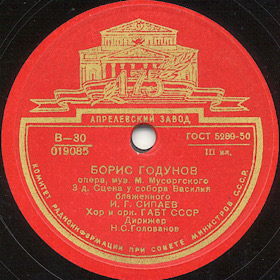 175
АПРЕЛЕВСКИЙ ЗАВОД
В—30
ГОСТ 5289-50
019085
III кл.
БОРИС ГОДУНОВ
опера, муз. М. Мусоргского
3 д. Сцена у собора Василия
блаженного
И. Г. СИПАЕВ
Хор и орк. ГАБТ СССР
Дирижер
Н.С.Голованов
КОМИТЕТ РАДИОИНФОРМАЦИИ ПРИ СОВЕТЕ МИНИСТРОВ СССР